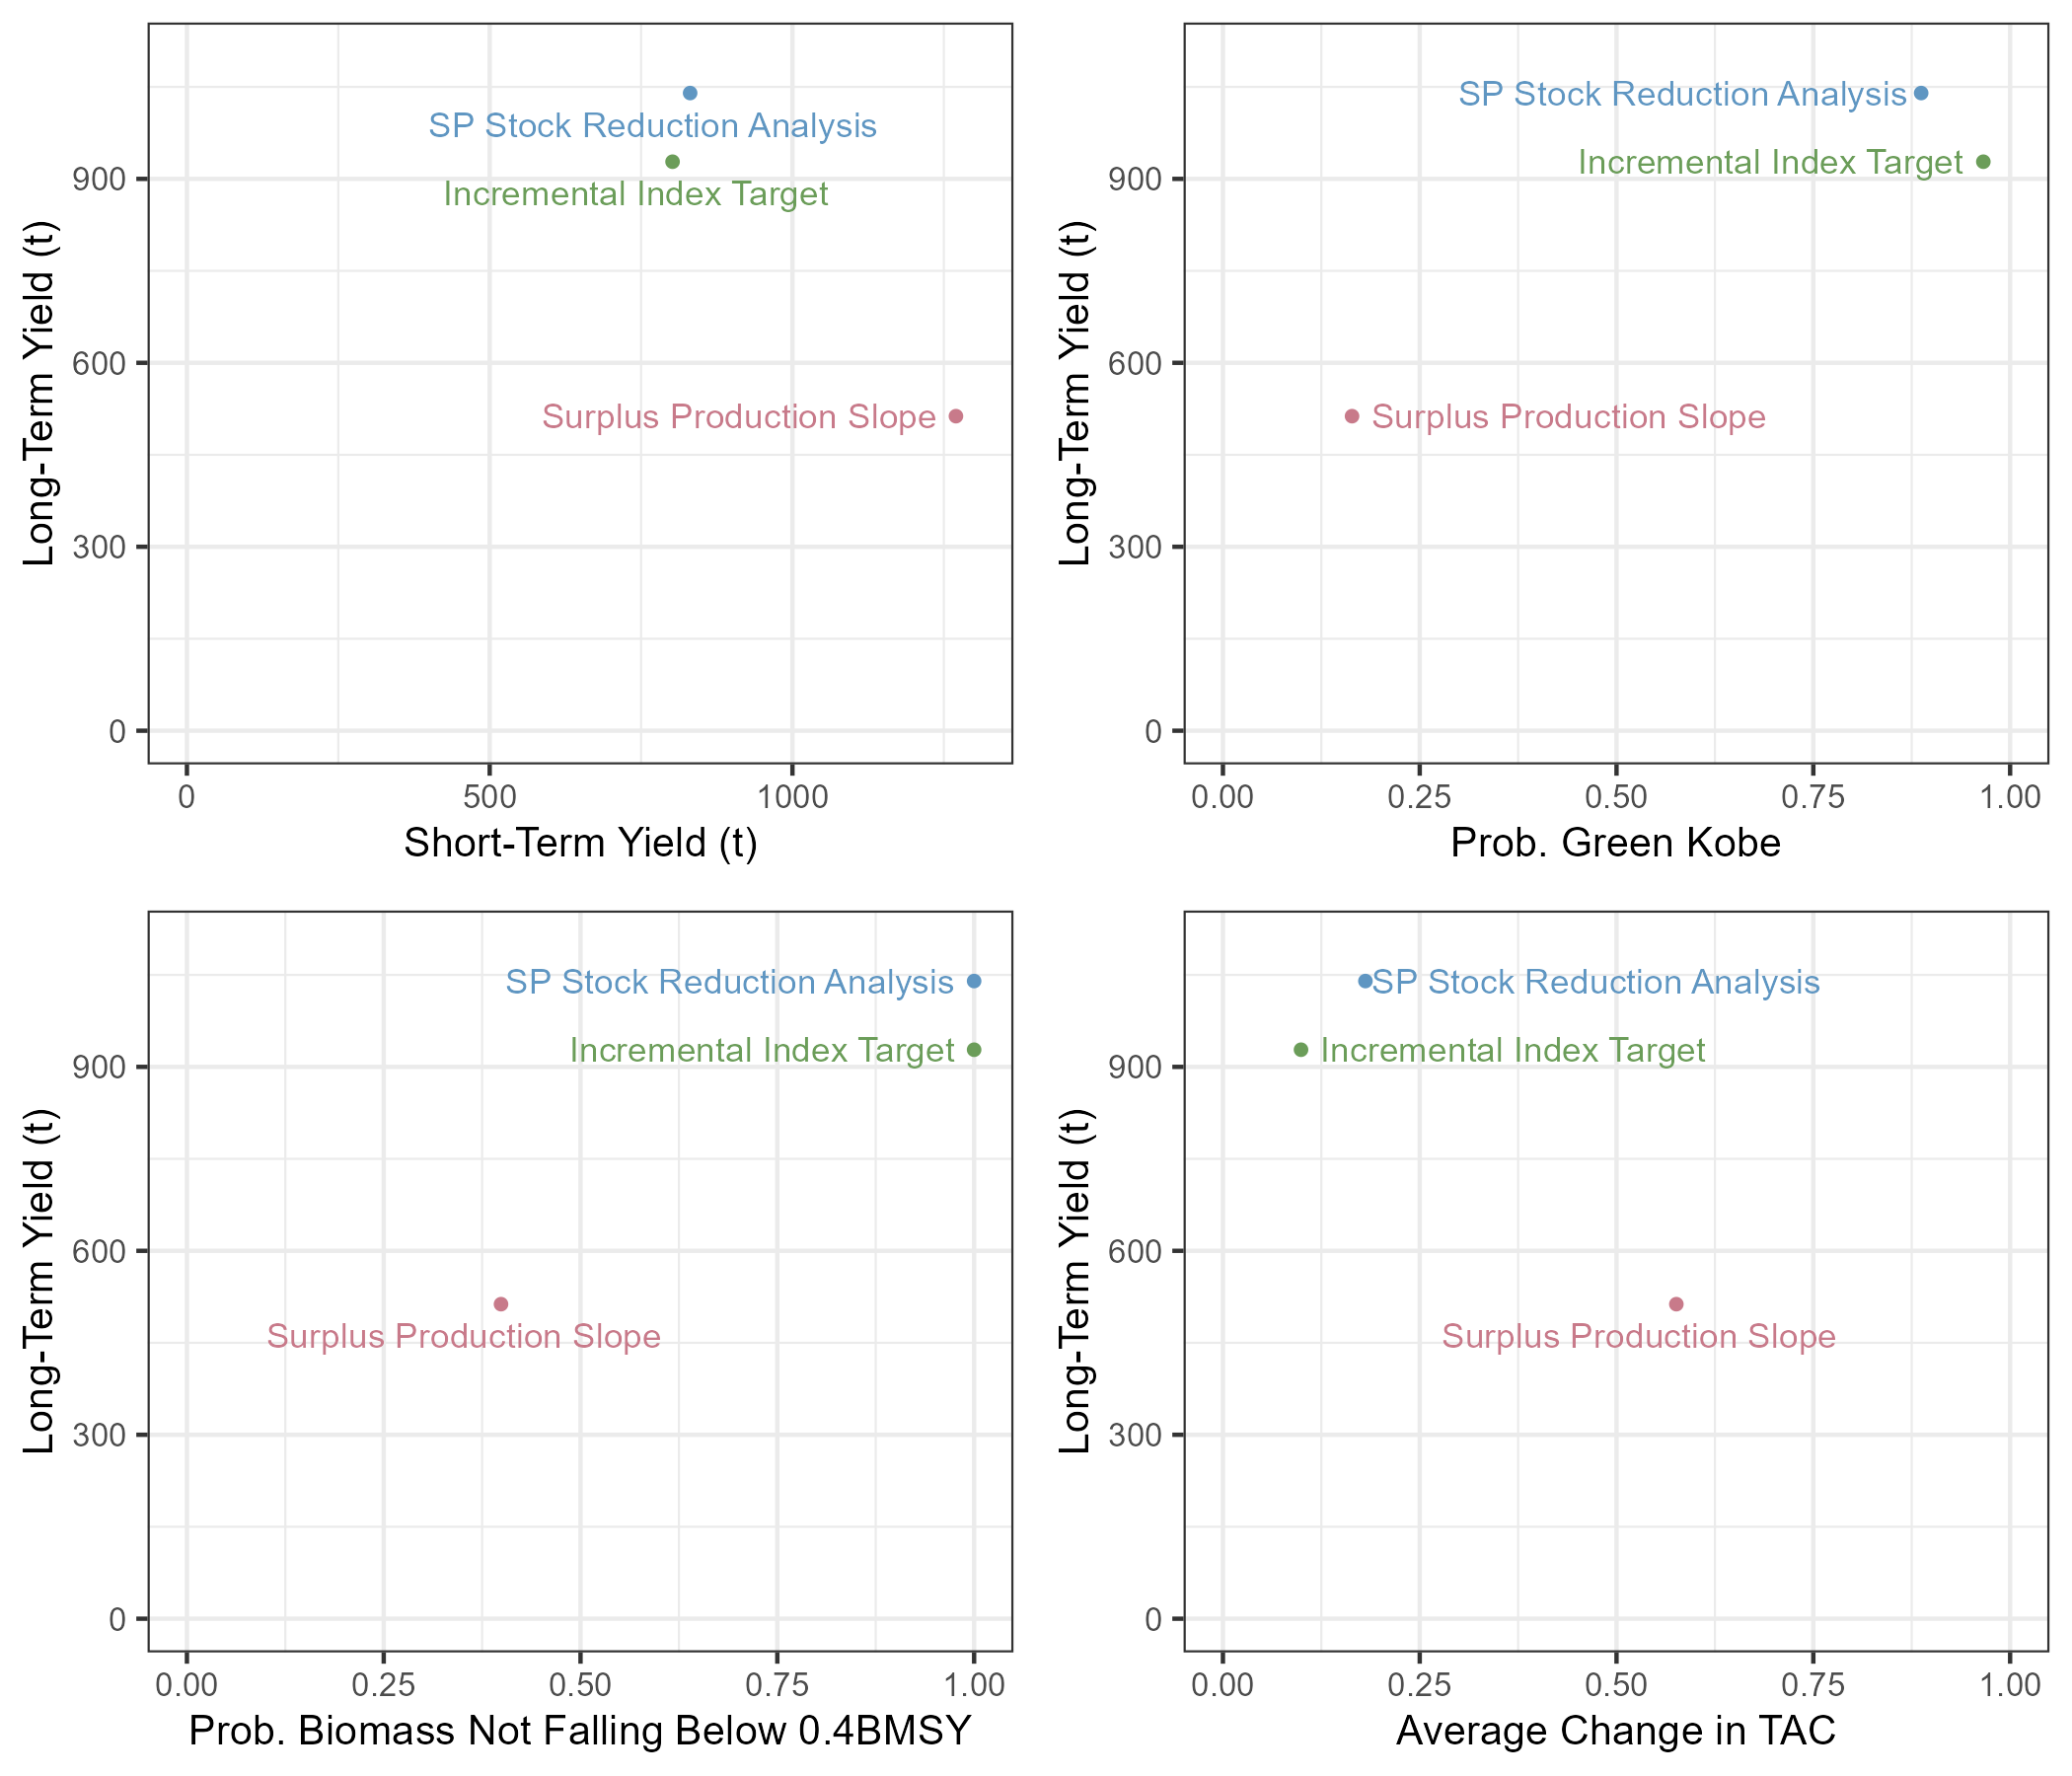 Long-Term Yield (t)
900
600
300
0
SP Stock Reduction Analysis
Incremental Index Target
Surplus Production Slope
0 500 1000
Short-Term Yield (t)
Long-Term Yield (t)
900
600
300
0
SP Stock Reduction Analysis
Incremental Index Target
Surplus Production Slope
0.00 0.25 0.50 0.75 1.00
Prob. Green Kobe
Long-Term Yield (t)
900
600
300
0
SP Stock Reduction Analysis
Incremental Index Target
Surplus Production Slope
0.00 0.25 0.50 0.75 1.00
Prob. Biomass Not Falling Below 0.4BMSY
Long-Term Yield (t)
900
600
300
0
SP Stock Reduction Analysis
Incremental Index Target
Surplus Production Slope
0.00 0.25 0.50 0.75 1.00
Average Change in TAC